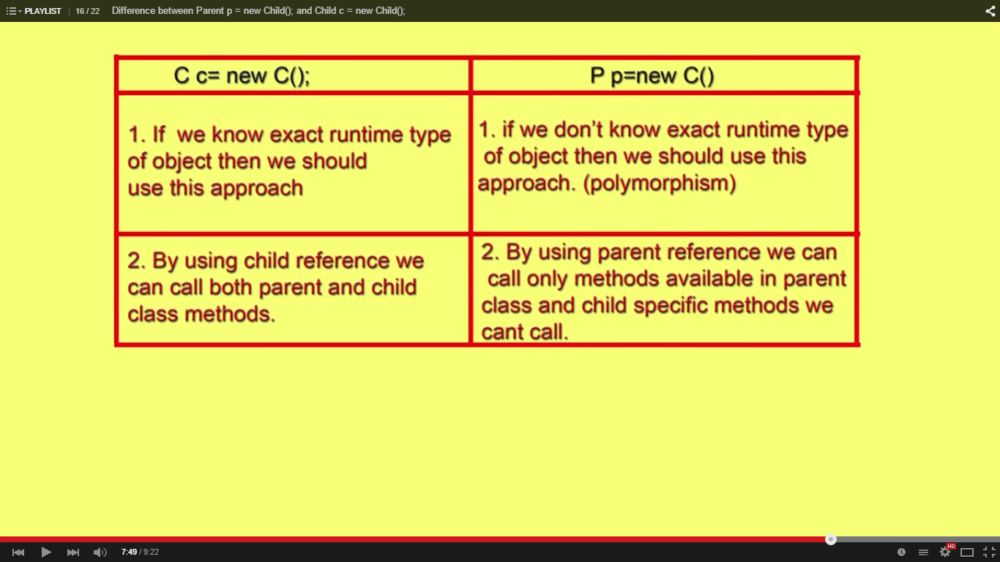 PLAYLIST | 16 / 22 Difference between Parent p = new Child(); and Child c = new Child();
C c= new C();
P p=new C()
1. If we know exact runtime type
of object then we should
use this approach
1. if we don't know exact runtime type
of object then we should use this
approach. (polymorphism)
2. By using child reference we
can call both parent and child
class methods.
2. By using parent reference we can
call only methods available in parent
class and child specific methods we
cant call.
7:49 / 9:22
HD